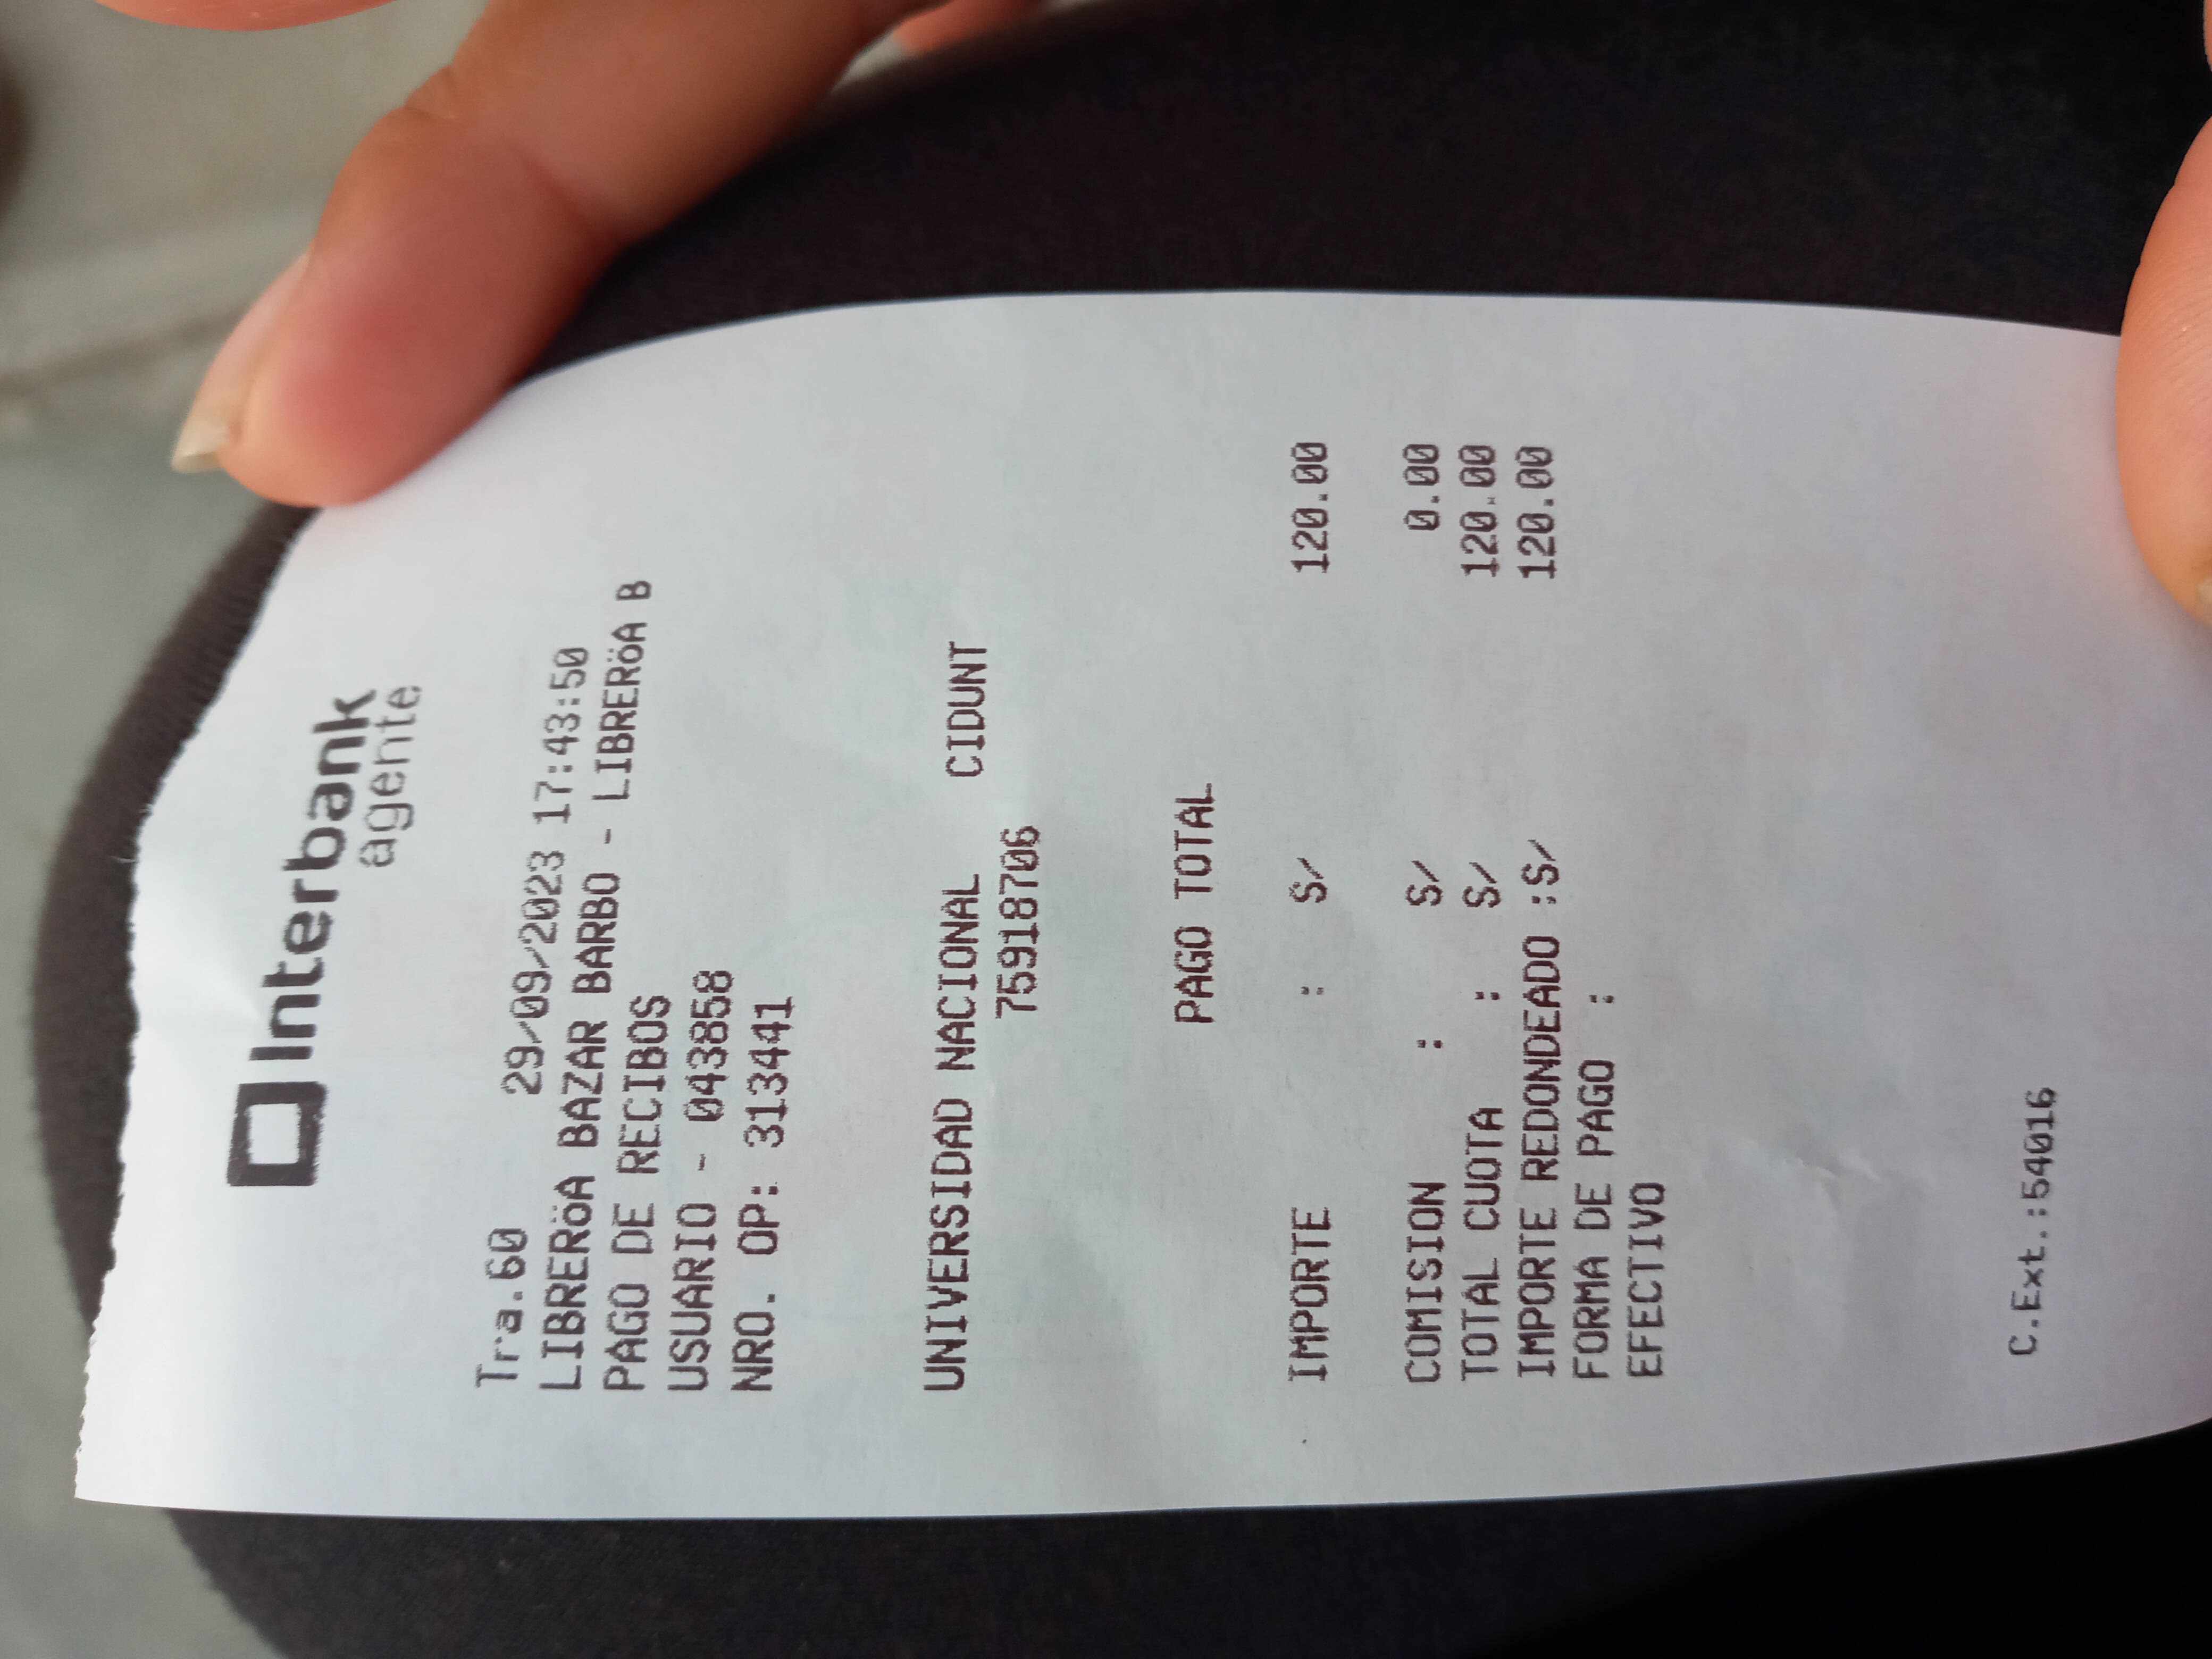 Interbank
agente
Tra.60 29/09/2023 17:43:50
LIBRERöA BAZAR BARBO - LIBRERöA B
PAGO DE RECIBOS
USUARIO - 043858
NRO. OP: 313441
UNIVERSIDAD NACIONAL CIDUNT
75918706
PAGO TOTAL
IMPORTE : S/ 120.00
COMISION : S/ 0.00
TOTAL CUOTA : S/ 120.00
IMPORTE REDONDEADO :S/ 120.00
FORMA DE PAGO :
EFECTIVO
C.Ext.:54016